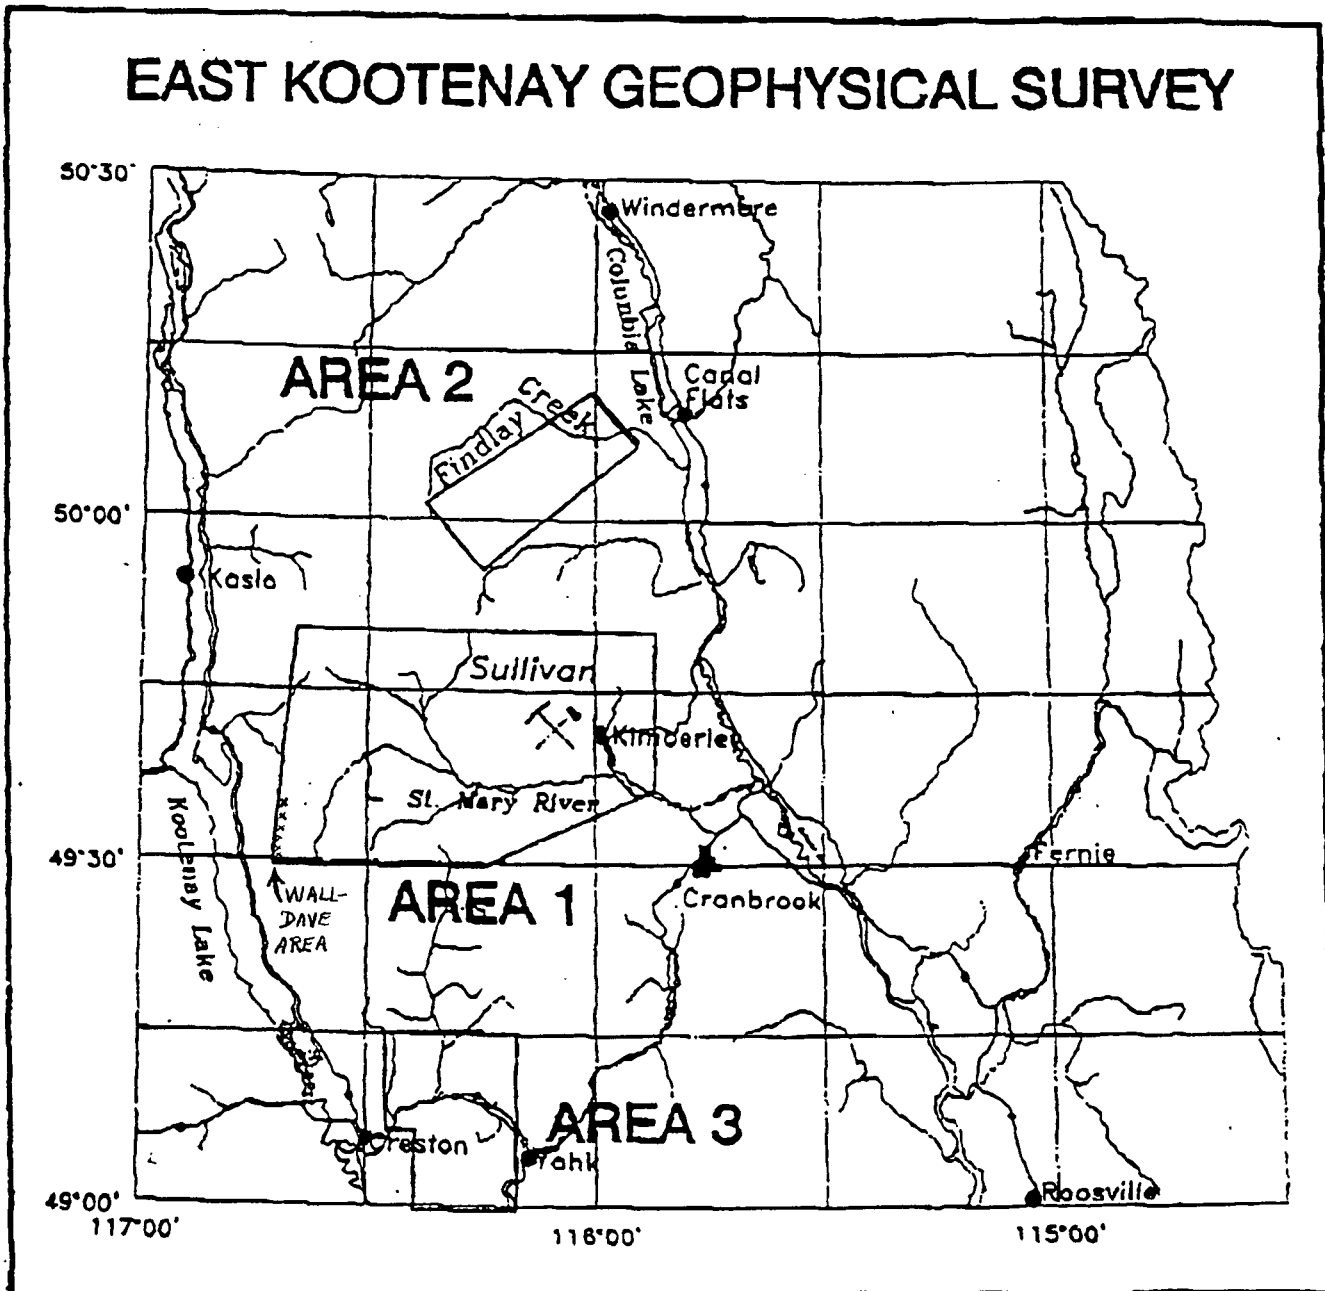 EAST KOOTENAY GEOPHYSICAL SURVEY
50°30'
Windermere
Columbia Lake
AREA 2
Canal
Flats
Findlay Creek
50°00'
Kaslo
Sullivan
Kimberley
St. Mary River
Kootenay Lake
49°30'
Fernie
WALL-
DAVE
AREA
AREA 1
Cranbrook
AREA 3
Creston
Yahk
49°00'
Roosville
117°00'
116°00'
115°00'